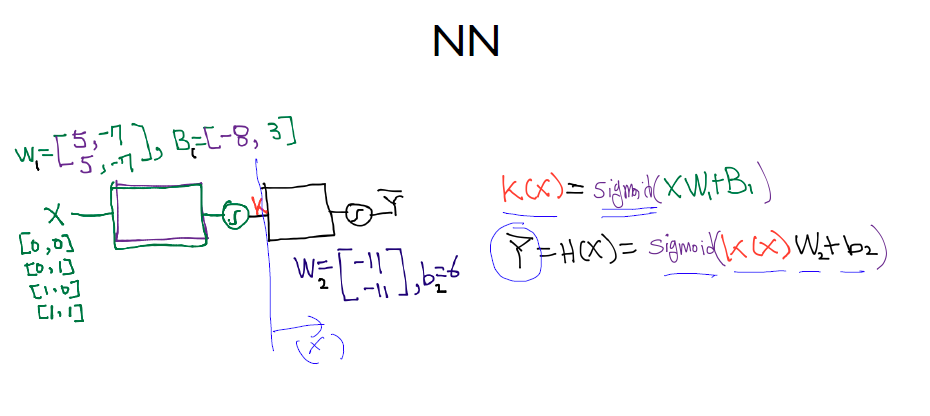 NN
W₁=[5,-7
5,-7], B₁=[-8, 3]
X
K
Y̅
[0,0]
[0,1]
[1,0]
[1,1]
W₂=[-11
-11], b₂=6
(X)
K(X)= Sigmoid(XW₁+B₁)
Y̅=H(X)= Sigmoid(K(X)W₂+b₂)